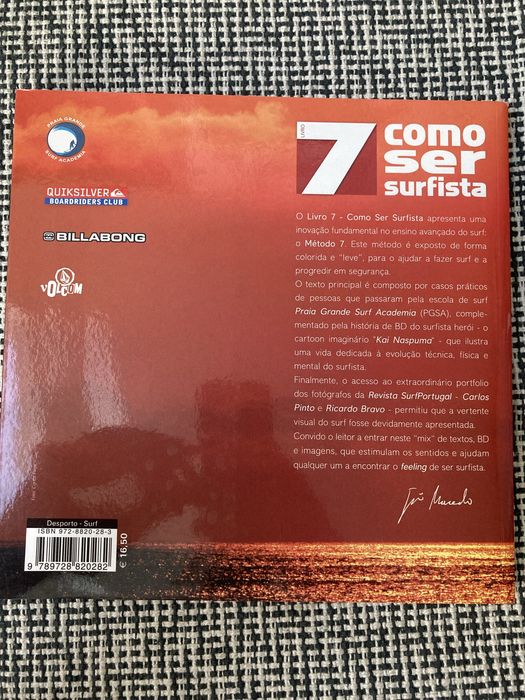 PRAIA GRANDE
SURF ACADEMIA
QUIKSILVER
BOARDRIDERS CLUB
BILLABONG
VOLCOM
LIVRO
7
como
ser
surfista
O Livro 7 - Como Ser Surfista apresenta uma
inovação fundamental no ensino avançado do surf:
o Método 7. Este método é exposto de forma
colorida e "leve", para o ajudar a fazer surf e a
progredir em segurança.
O texto principal é composto por casos práticos
de pessoas que passaram pela escola de surf
Praia Grande Surf Academia (PGSA), comple-
mentado pela história de BD do surfista herói - o
cartoon imaginário "Kai Naspuma" - que ilustra
uma vida dedicada à evolução técnica, física e
mental do surfista.
Finalmente, o acesso ao extraordinário portfolio
dos fotógrafos da Revista SurfPortugal - Carlos
Pinto e Ricardo Bravo - permitiu que a vertente
visual do surf fosse devidamente apresentada.
Convido o leitor a entrar neste "mix" de textos, BD
e imagens, que estimulam os sentidos e ajudam
qualquer um a encontrar o feeling de ser surfista.
Desporto - Surf
ISBN 972-8820-28-3
9 789728 820282
€ 16,50